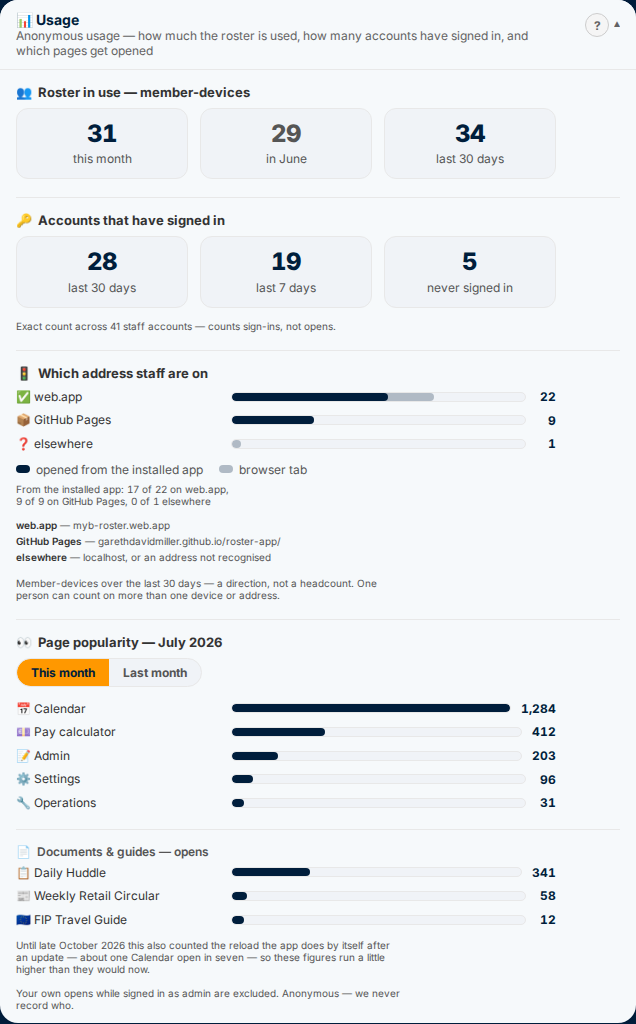 📊 Usage
Anonymous usage — how much the roster is used, how many accounts have signed in, and
which pages get opened
? ▲
👥 Roster in use — member-devices
31
this month
29
in June
34
last 30 days
🔑 Accounts that have signed in
28
last 30 days
19
last 7 days
5
never signed in
Exact count across 41 staff accounts — counts sign-ins, not opens.
🚦 Which address staff are on
✅ web.app 22
📦 GitHub Pages 9
❓ elsewhere 1
opened from the installed app browser tab
From the installed app: 17 of 22 on web.app,
9 of 9 on GitHub Pages, 0 of 1 elsewhere
web.app — myb-roster.web.app
GitHub Pages — garethdavidmiller.github.io/roster-app/
elsewhere — localhost, or an address not recognised
Member-devices over the last 30 days — a direction, not a headcount. One
person can count on more than one device or address.
👀 Page popularity — July 2026
This month Last month
📅 Calendar 1,284
💷 Pay calculator 412
📝 Admin 203
⚙️ Settings 96
🔧 Operations 31
📄 Documents & guides — opens
📋 Daily Huddle 341
📰 Weekly Retail Circular 58
🇪🇺 FIP Travel Guide 12
Until late October 2026 this also counted the reload the app does by itself after
an update — about one Calendar open in seven — so these figures run a little
higher than they would now.
Your own opens while signed in as admin are excluded. Anonymous — we never
record who.